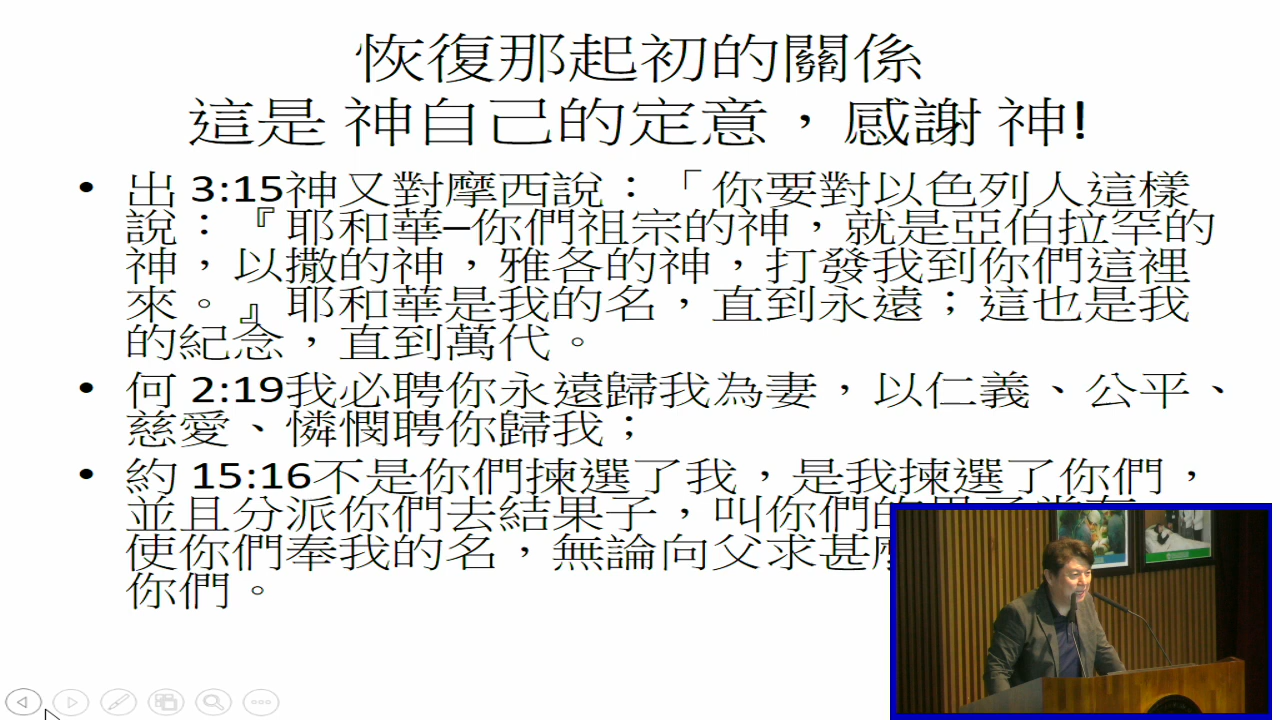 恢復那起初的關係
這是 神自己的定意，感謝 神!
• 出 3:15神又對摩西說：「你要對以色列人這樣
說：『耶和華─你們祖宗的神，就是亞伯拉罕的
神，以撒的神，雅各的神，打發我到你們這裡
來。』耶和華是我的名，直到永遠；這也是我
的紀念，直到萬代。
• 何 2:19我必聘你永遠歸我為妻，以仁義、公平、
慈愛、憐憫聘你歸我；
• 約 15:16不是你們揀選了我，是我揀選了你們，
並且分派你們去結果子，叫你們的
使你們奉我的名，無論向父求甚
你們。